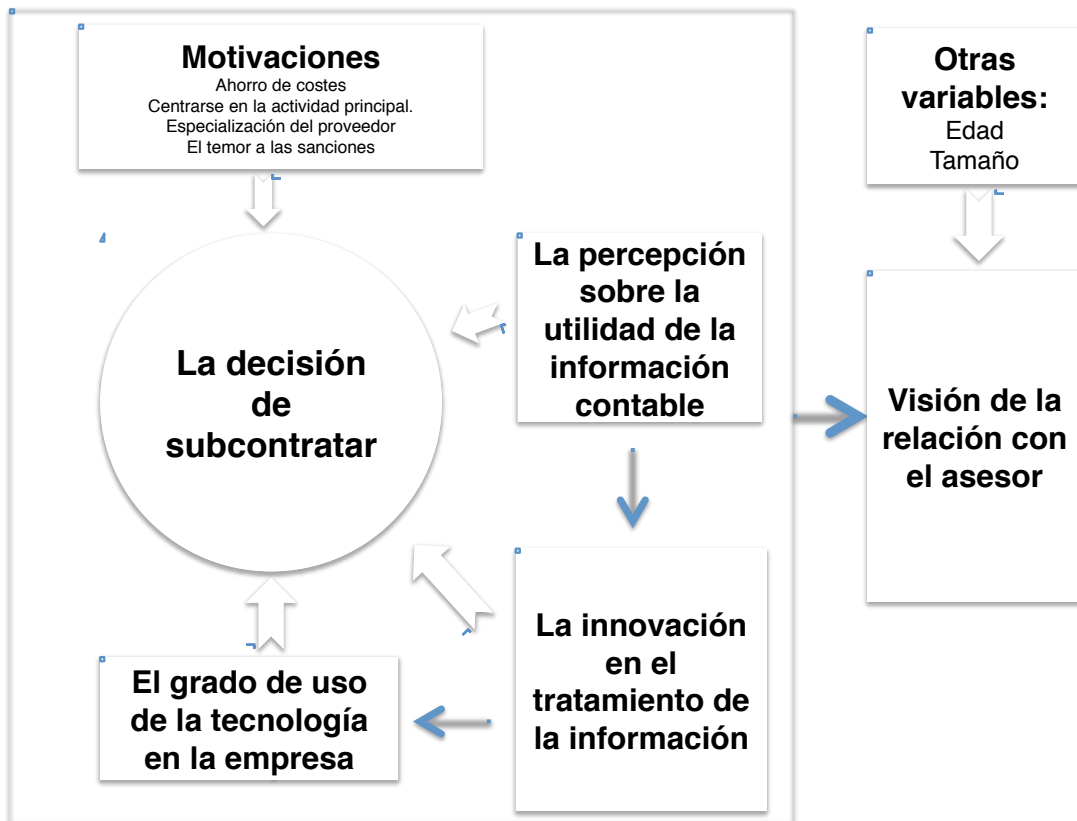 Motivaciones
Ahorro de costes
Centrarse en la actividad principal.
Especialización del proveedor
El temor a las sanciones
Otras
variables:
Edad
Tamaño
La decisión
de
subcontratar
La percepción
sobre la
utilidad de la
información
contable
Visión de la
relación con
el asesor
El grado de uso
de la tecnología
en la empresa
La innovación
en el
tratamiento de
la información